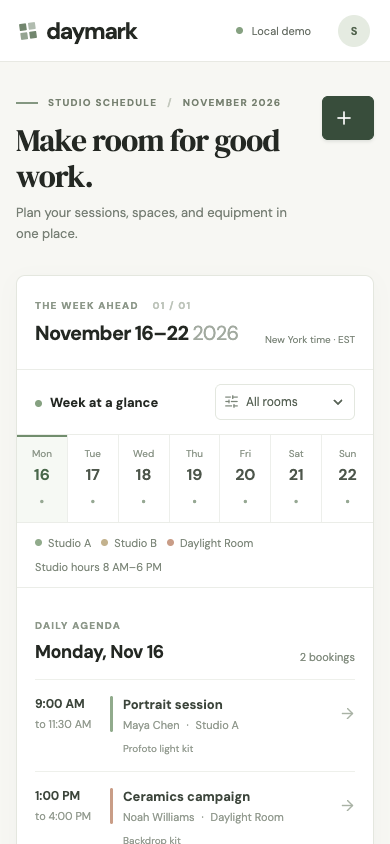 daymark
Local demo
S
STUDIO SCHEDULE / NOVEMBER 2026
Make room for good
work.
Plan your sessions, spaces, and equipment in
one place.
THE WEEK AHEAD 01 / 01
November 16–22 2026
New York time · EST
Week at a glance
All rooms
Mon Tue Wed Thu Fri Sat Sun
16 17 18 19 20 21 22
Studio A Studio B Daylight Room
Studio hours 8 AM–6 PM
DAILY AGENDA
Monday, Nov 16
2 bookings
9:00 AM
to 11:30 AM
Portrait session
Maya Chen · Studio A
Profoto light kit
1:00 PM
to 4:00 PM
Ceramics campaign
Noah Williams · Daylight Room
Backdrop kit